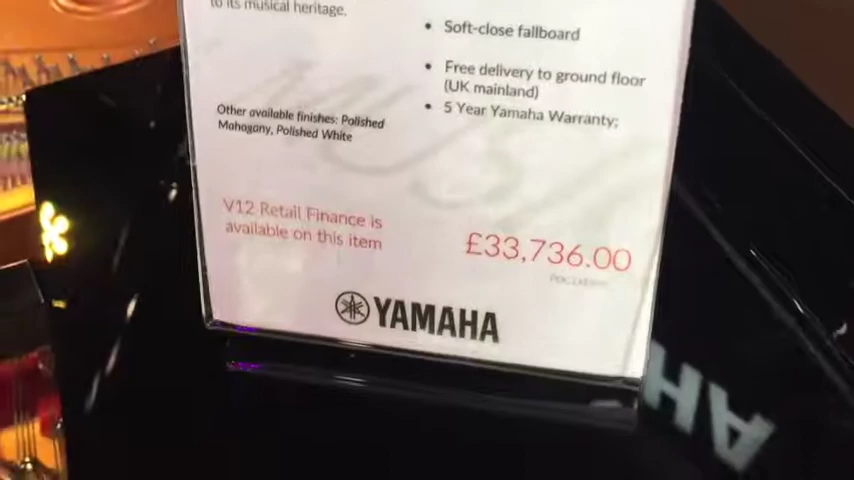 to its musical heritage.
• Soft-close fallboard
• Free delivery to ground floor
(UK mainland)
• 5 Year Yamaha Warranty;
Other available finishes: Polished
Mahogany, Polished White
V12 Retail Finance is
available on this item
£33,736.00
YAMAHA
HA